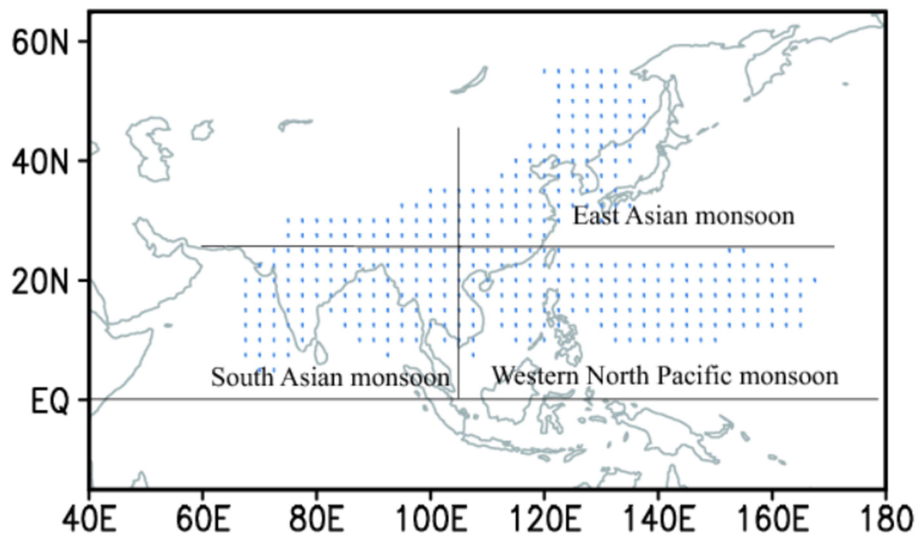 60N
40N
East Asian monsoon
20N
South Asian monsoon
Western North Pacific monsoon
EQ
40E 60E 80E 100E 120E 140E 160E 180